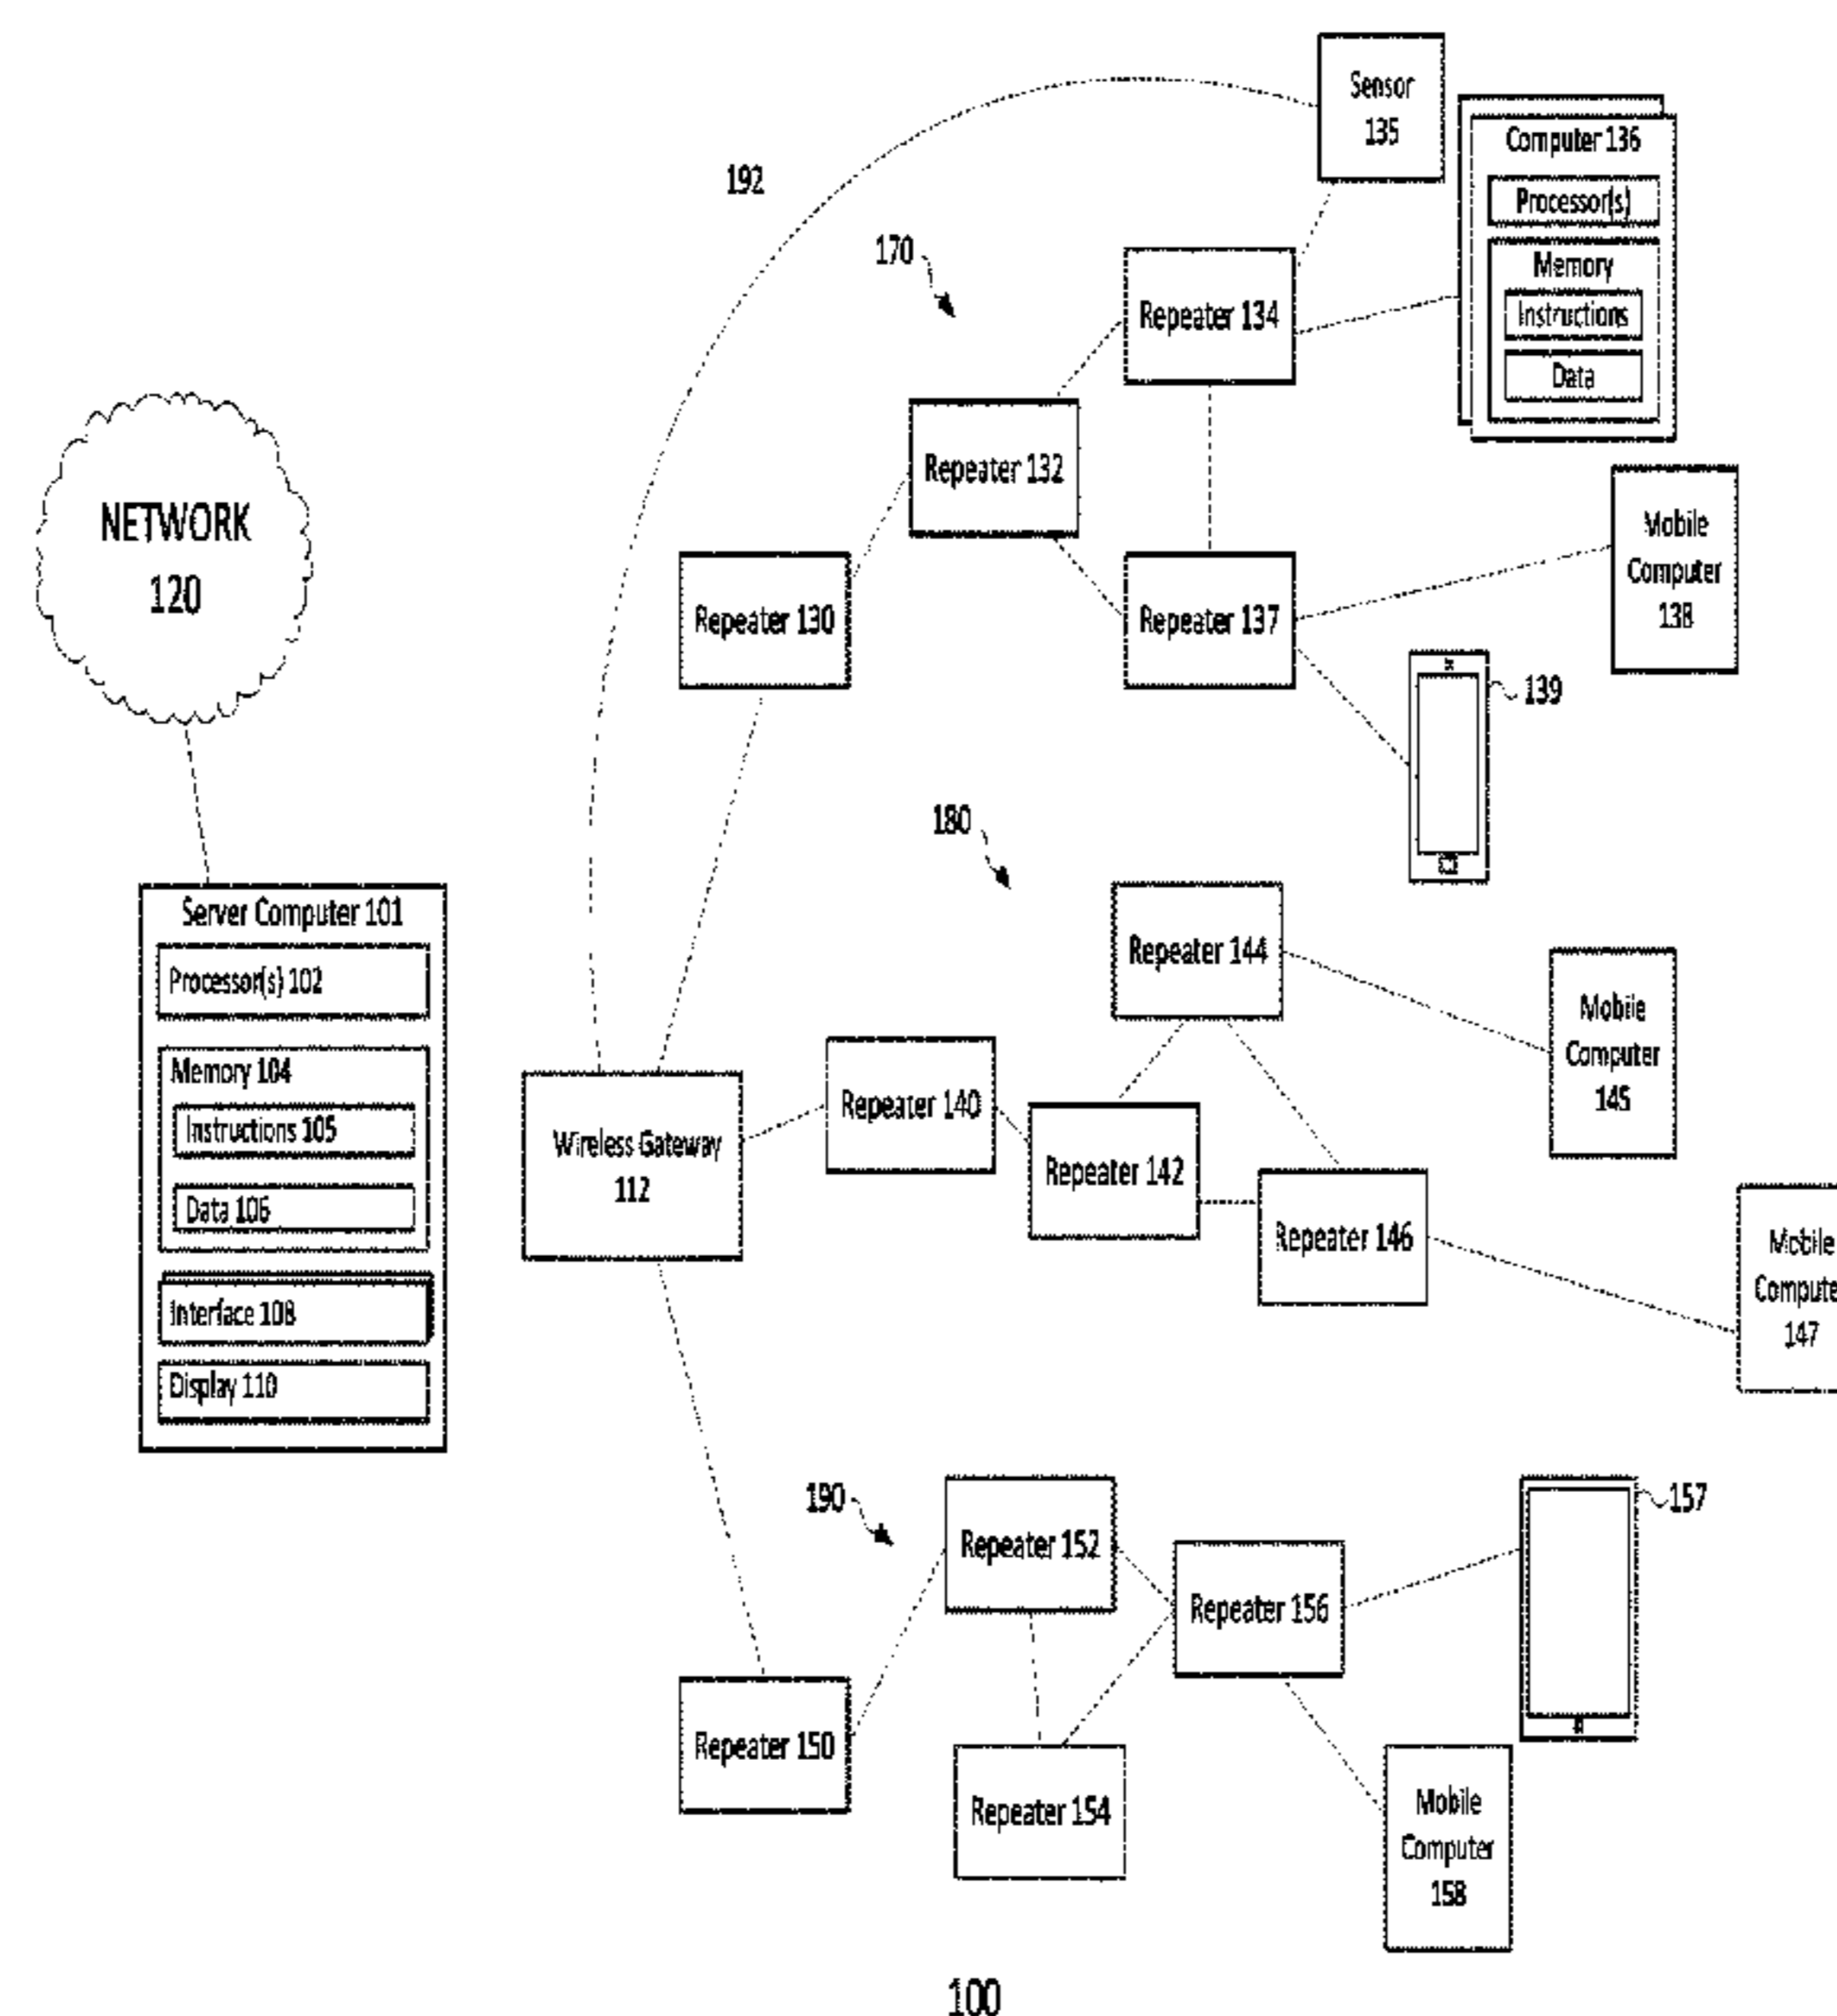 Sensor
135
Computer 136
Processor(s)
Memory
Instructions
Data
192
170
Repeater 134
Repeater 132
NETWORK
120
Repeater 130
Repeater 137
Mobile
Computer
138
139
180
Server Computer 101
Processor(s) 102
Memory 104
Instructions 105
Data 106
Interface 108
Display 110
Wireless Gateway
112
Repeater 140
Repeater 144
Repeater 142
Repeater 146
Mobile
Computer
145
Mobile
Compute
147
190
Repeater 152
Repeater 156
157
Repeater 150
Repeater 154
Mobile
Computer
158
100